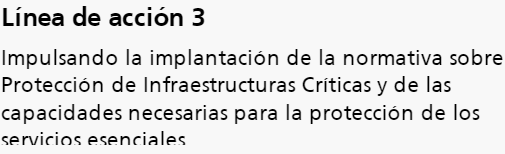 Línea de acción 3
Impulsando la implantación de la normativa sobre
Protección de Infraestructuras Críticas y de las
capacidades necesarias para la protección de los
servicios esenciales